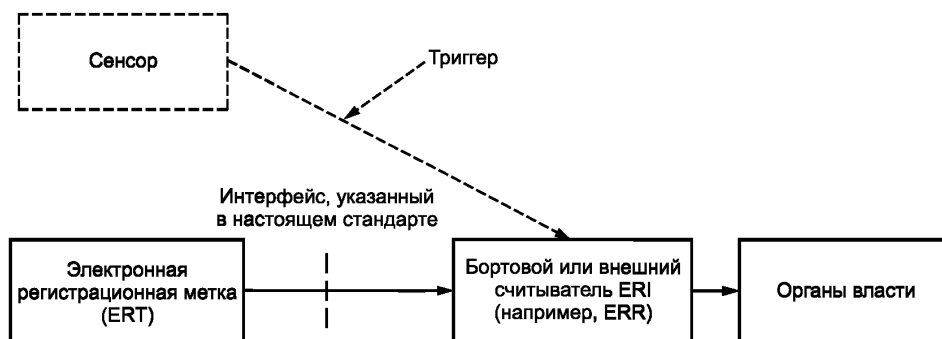 Сенсор
Триггер
Интерфейс, указанный
в настоящем стандарте
Электронная
регистрационная метка
(ERT)
Бортовой или внешний
считыватель ERI
(например, ERR)
Органы власти